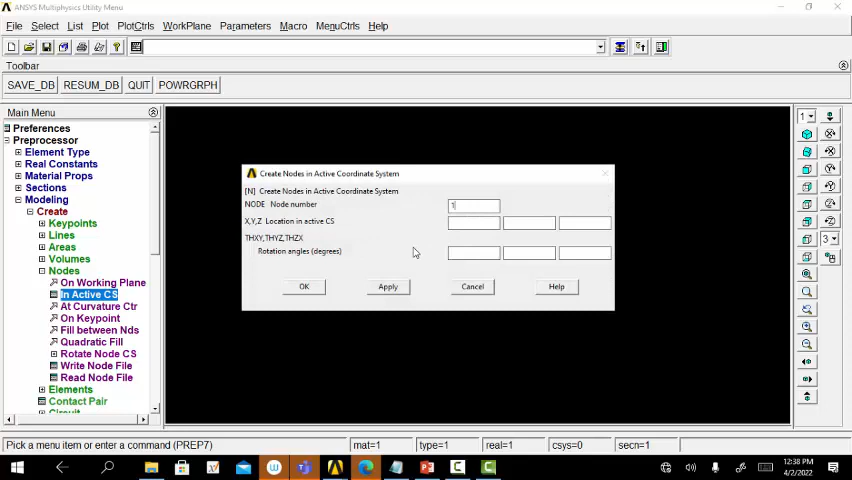 ANSYS Multiphysics Utility Menu
File Select List Plot PlotCtrls WorkPlane Parameters Macro MenuCtrls Help
Toolbar
SAVE_DB RESUM_DB QUIT POWRGRPH
Main Menu
Preferences
Preprocessor
Element Type
Real Constants
Material Props
Sections
Modeling
Create
Keypoints
Lines
Areas
Volumes
Nodes
On Working Plane
In Active CS
At Curvature Ctr
On Keypoint
Fill between Nds
Quadratic Fill
Rotate Node CS
Write Node File
Read Node File
Elements
Contact Pair
Circuit
Create Nodes in Active Coordinate System
[N] Create Nodes in Active Coordinate System
NODE Node number 1
X,Y,Z Location in active CS
THXY,THYZ,THZX
Rotation angles (degrees)
OK Apply Cancel Help
1
3
Pick a menu item or enter a command (PREP7) mat=1 type=1 real=1 csys=0 secn=1
12:38 PM
4/2/2022